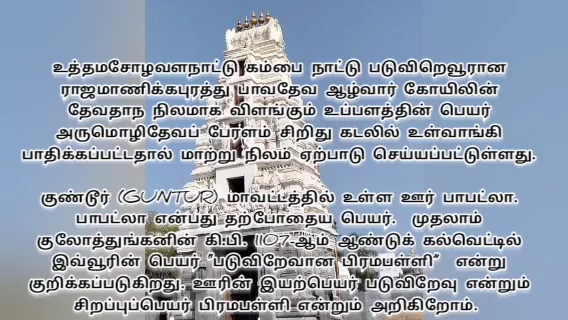 உத்தமசோழவளநாட்டு கம்பை நாட்டு படுவிறெவூரான
ராஜமாணிக்கபுரத்து பாவதேவ ஆழ்வார் கோயிலின்
தேவதாந நிலமாக விளங்கும் உப்பளத்தின் பெயர்
அருமொழிதேவப் பேரளம் சிறிது கடலில் உள்வாங்கி
பாதிக்கப்பட்டதால் மாற்று நிலம் ஏற்பாடு செய்யப்பட்டுள்ளது.
குண்டூர் (GUNTUR) மாவட்டத்தில் உள்ள ஊர் பாபட்லா.
பாபட்லா என்பது தற்போதைய பெயர். முதலாம்
குலோத்துங்கனின் கி.பி. 1107ஆம் ஆண்டுக் கல்வெட்டில்
இவ்வூரின் பெயர் "படுவிறேவான பிரமபள்ளி" என்று
குறிக்கப்படுகிறது. ஊரின் இயற்பெயர் படுவிறேவு என்றும்
சிறப்புப்பெயர் பிரமபள்ளி என்றும் அறிகிறோம்.